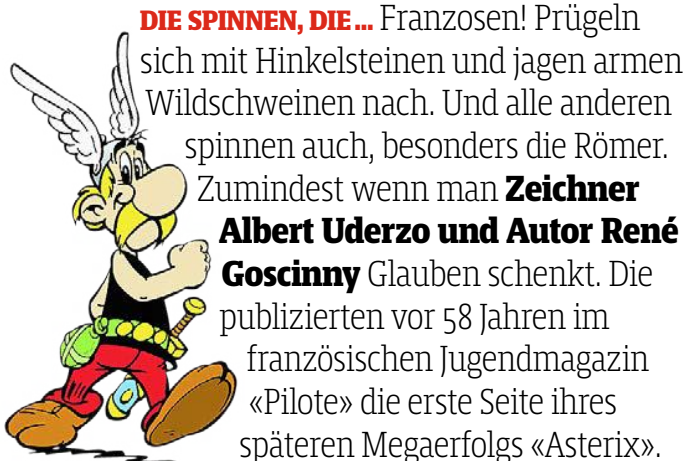 DIE SPINNEN, DIE ... Franzosen! Prügeln
sich mit Hinkelsteinen und jagen armen
Wildschweinen nach. Und alle anderen
spinnen auch, besonders die Römer.
Zumindest wenn man Zeichner
Albert Uderzo und Autor René
Goscinny Glauben schenkt. Die
publizierten vor 58 Jahren im
französischen Jugendmagazin
«Pilote» die erste Seite ihres
späteren Megaerfolgs «Asterix».